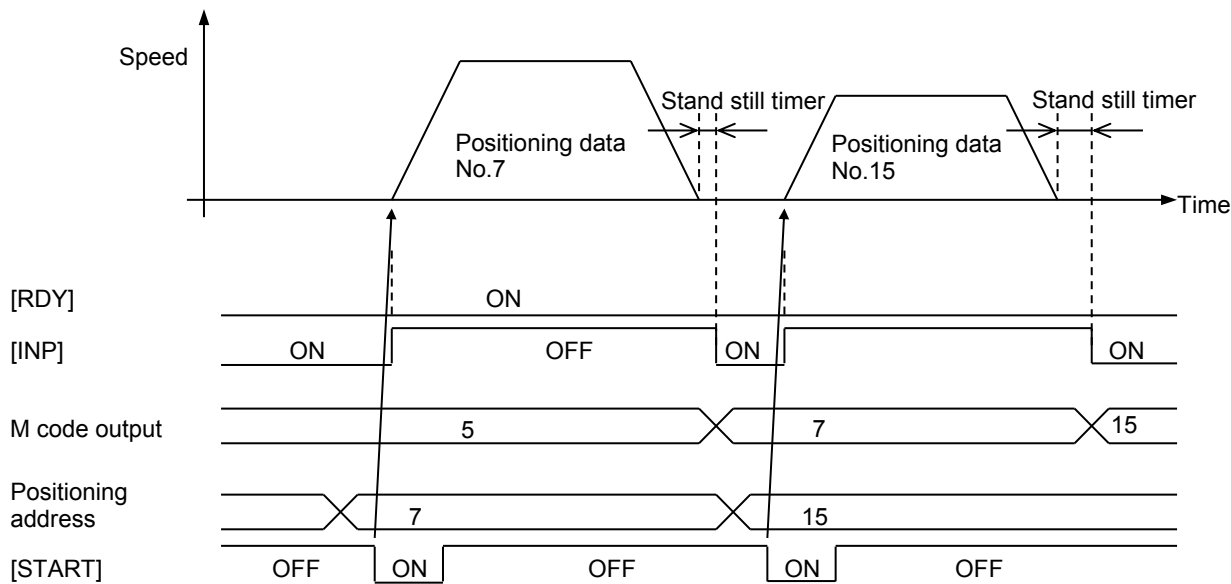 Speed
Stand still timer
Stand still timer
Positioning data
No.7
Positioning data
No.15
Time
[RDY]
ON
[INP]
ON
OFF
ON
ON
M code output
5
7
15
Positioning
address
7
15
[START]
OFF
ON
OFF
ON
OFF